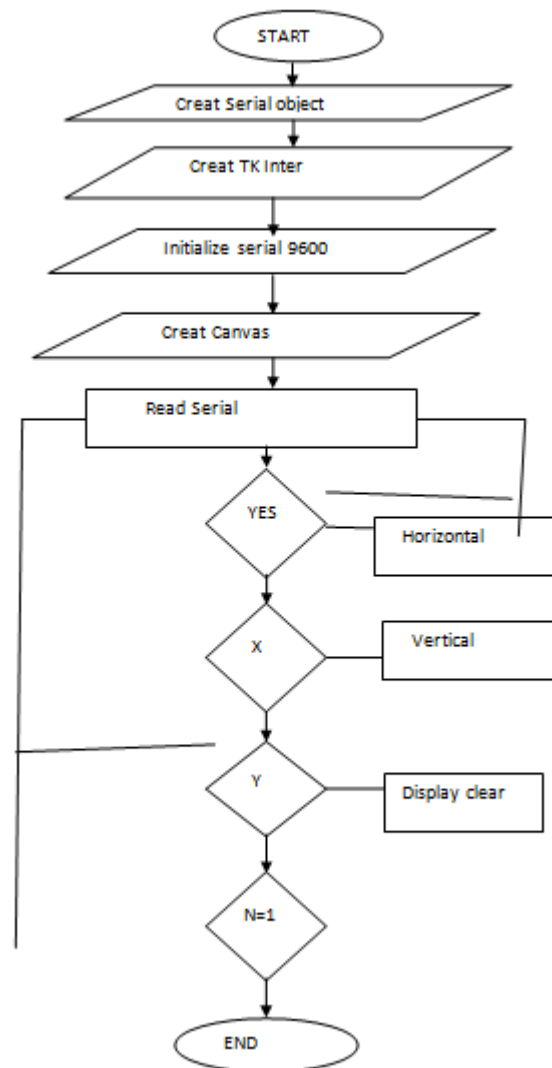 START
Creat Serial object
Creat TK Inter
Initialize serial 9600
Creat Canvas
Read Serial
YES
Horizontal
X
Vertical
Y
Display clear
N=1
END